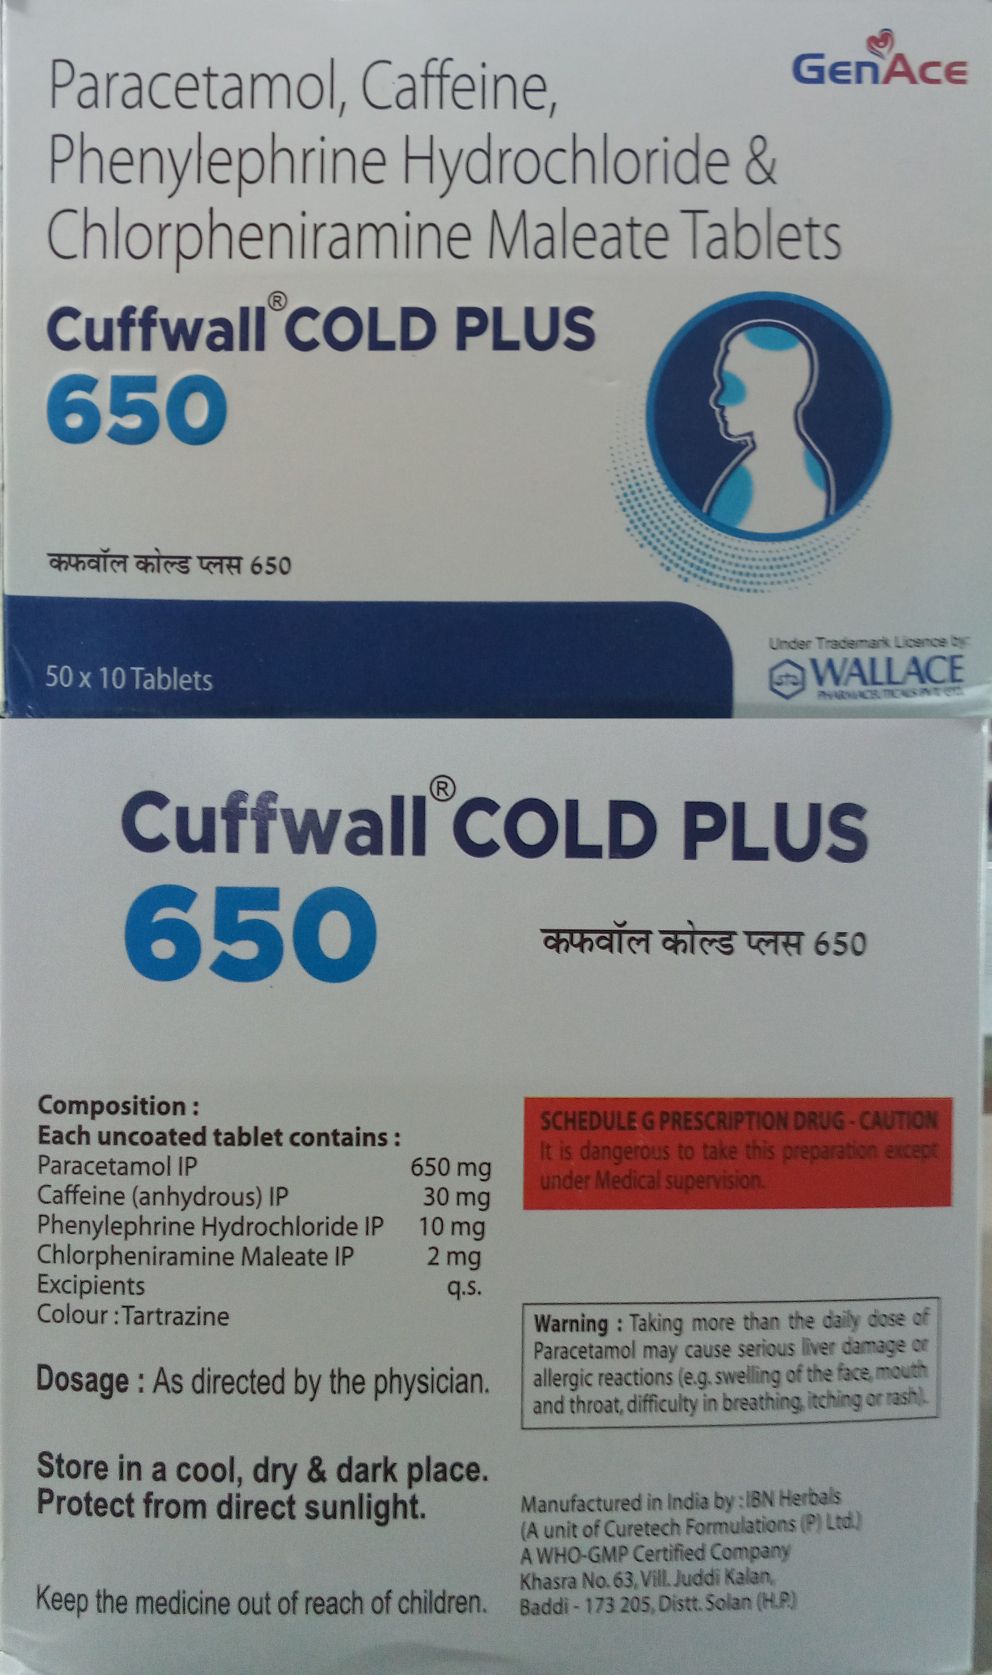 GenAce
Paracetamol, Caffeine,
Phenylephrine Hydrochloride &
Chlorpheniramine Maleate Tablets
Cuffwall® COLD PLUS
650
कफवॉल कोल्ड प्लस 650
50 x 10 Tablets
Under Trademark Licence by:
WALLACE
PHARMACEUTICALS PVT. LTD.
Cuffwall® COLD PLUS
650
कफवॉल कोल्ड प्लस 650
Composition :
Each uncoated tablet contains :
Paracetamol IP 650 mg
Caffeine (anhydrous) IP 30 mg
Phenylephrine Hydrochloride IP 10 mg
Chlorpheniramine Maleate IP 2 mg
Excipients q.s.
Colour : Tartrazine
Dosage : As directed by the physician.
Store in a cool, dry & dark place.
Protect from direct sunlight.
Keep the medicine out of reach of children.
SCHEDULE G PRESCRIPTION DRUG - CAUTION
It is dangerous to take this preparation except
under Medical supervision.
Warning : Taking more than the daily dose of
Paracetamol may cause serious liver damage or
allergic reactions (e.g. swelling of the face, mouth
and throat, difficulty in breathing, itching or rash).
Manufactured in India by : IBN Herbals
(A unit of Curetech Formulations (P) Ltd.)
A WHO-GMP Certified Company
Khasra No. 63, Vill. Juddi Kalan,
Baddi - 173 205, Distt. Solan (H.P.)